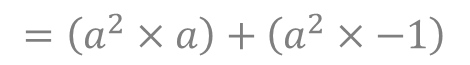 = (a² × a) + (a² × −1)